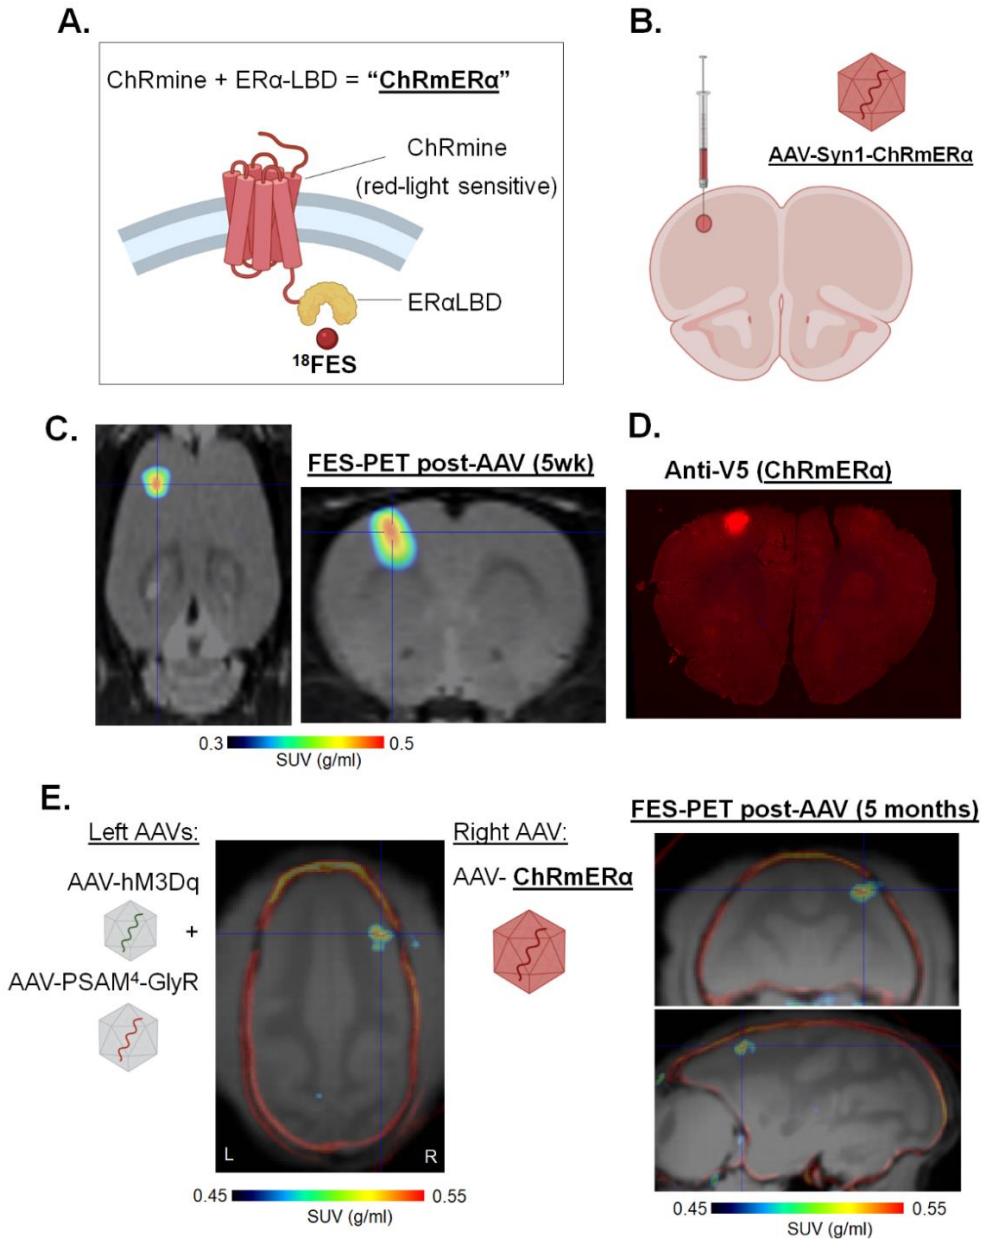 A.
ChRmine + ERα-LBD = “ChRmERα”
ChRmine
(red-light sensitive)
ERαLBD
¹⁸FES
B.
AAV-Syn1-ChRmERα
C.
FES-PET post-AAV (5wk)
0.3 0.5
SUV (g/ml)
D.
Anti-V5 (ChRmERα)
E.
Left AAVs:
AAV-hM3Dq
+
AAV-PSAM⁴-GlyR
L R
0.45 0.55
SUV (g/ml)
Right AAV:
AAV- ChRmERα
FES-PET post-AAV (5 months)
0.45 0.55
SUV (g/ml)